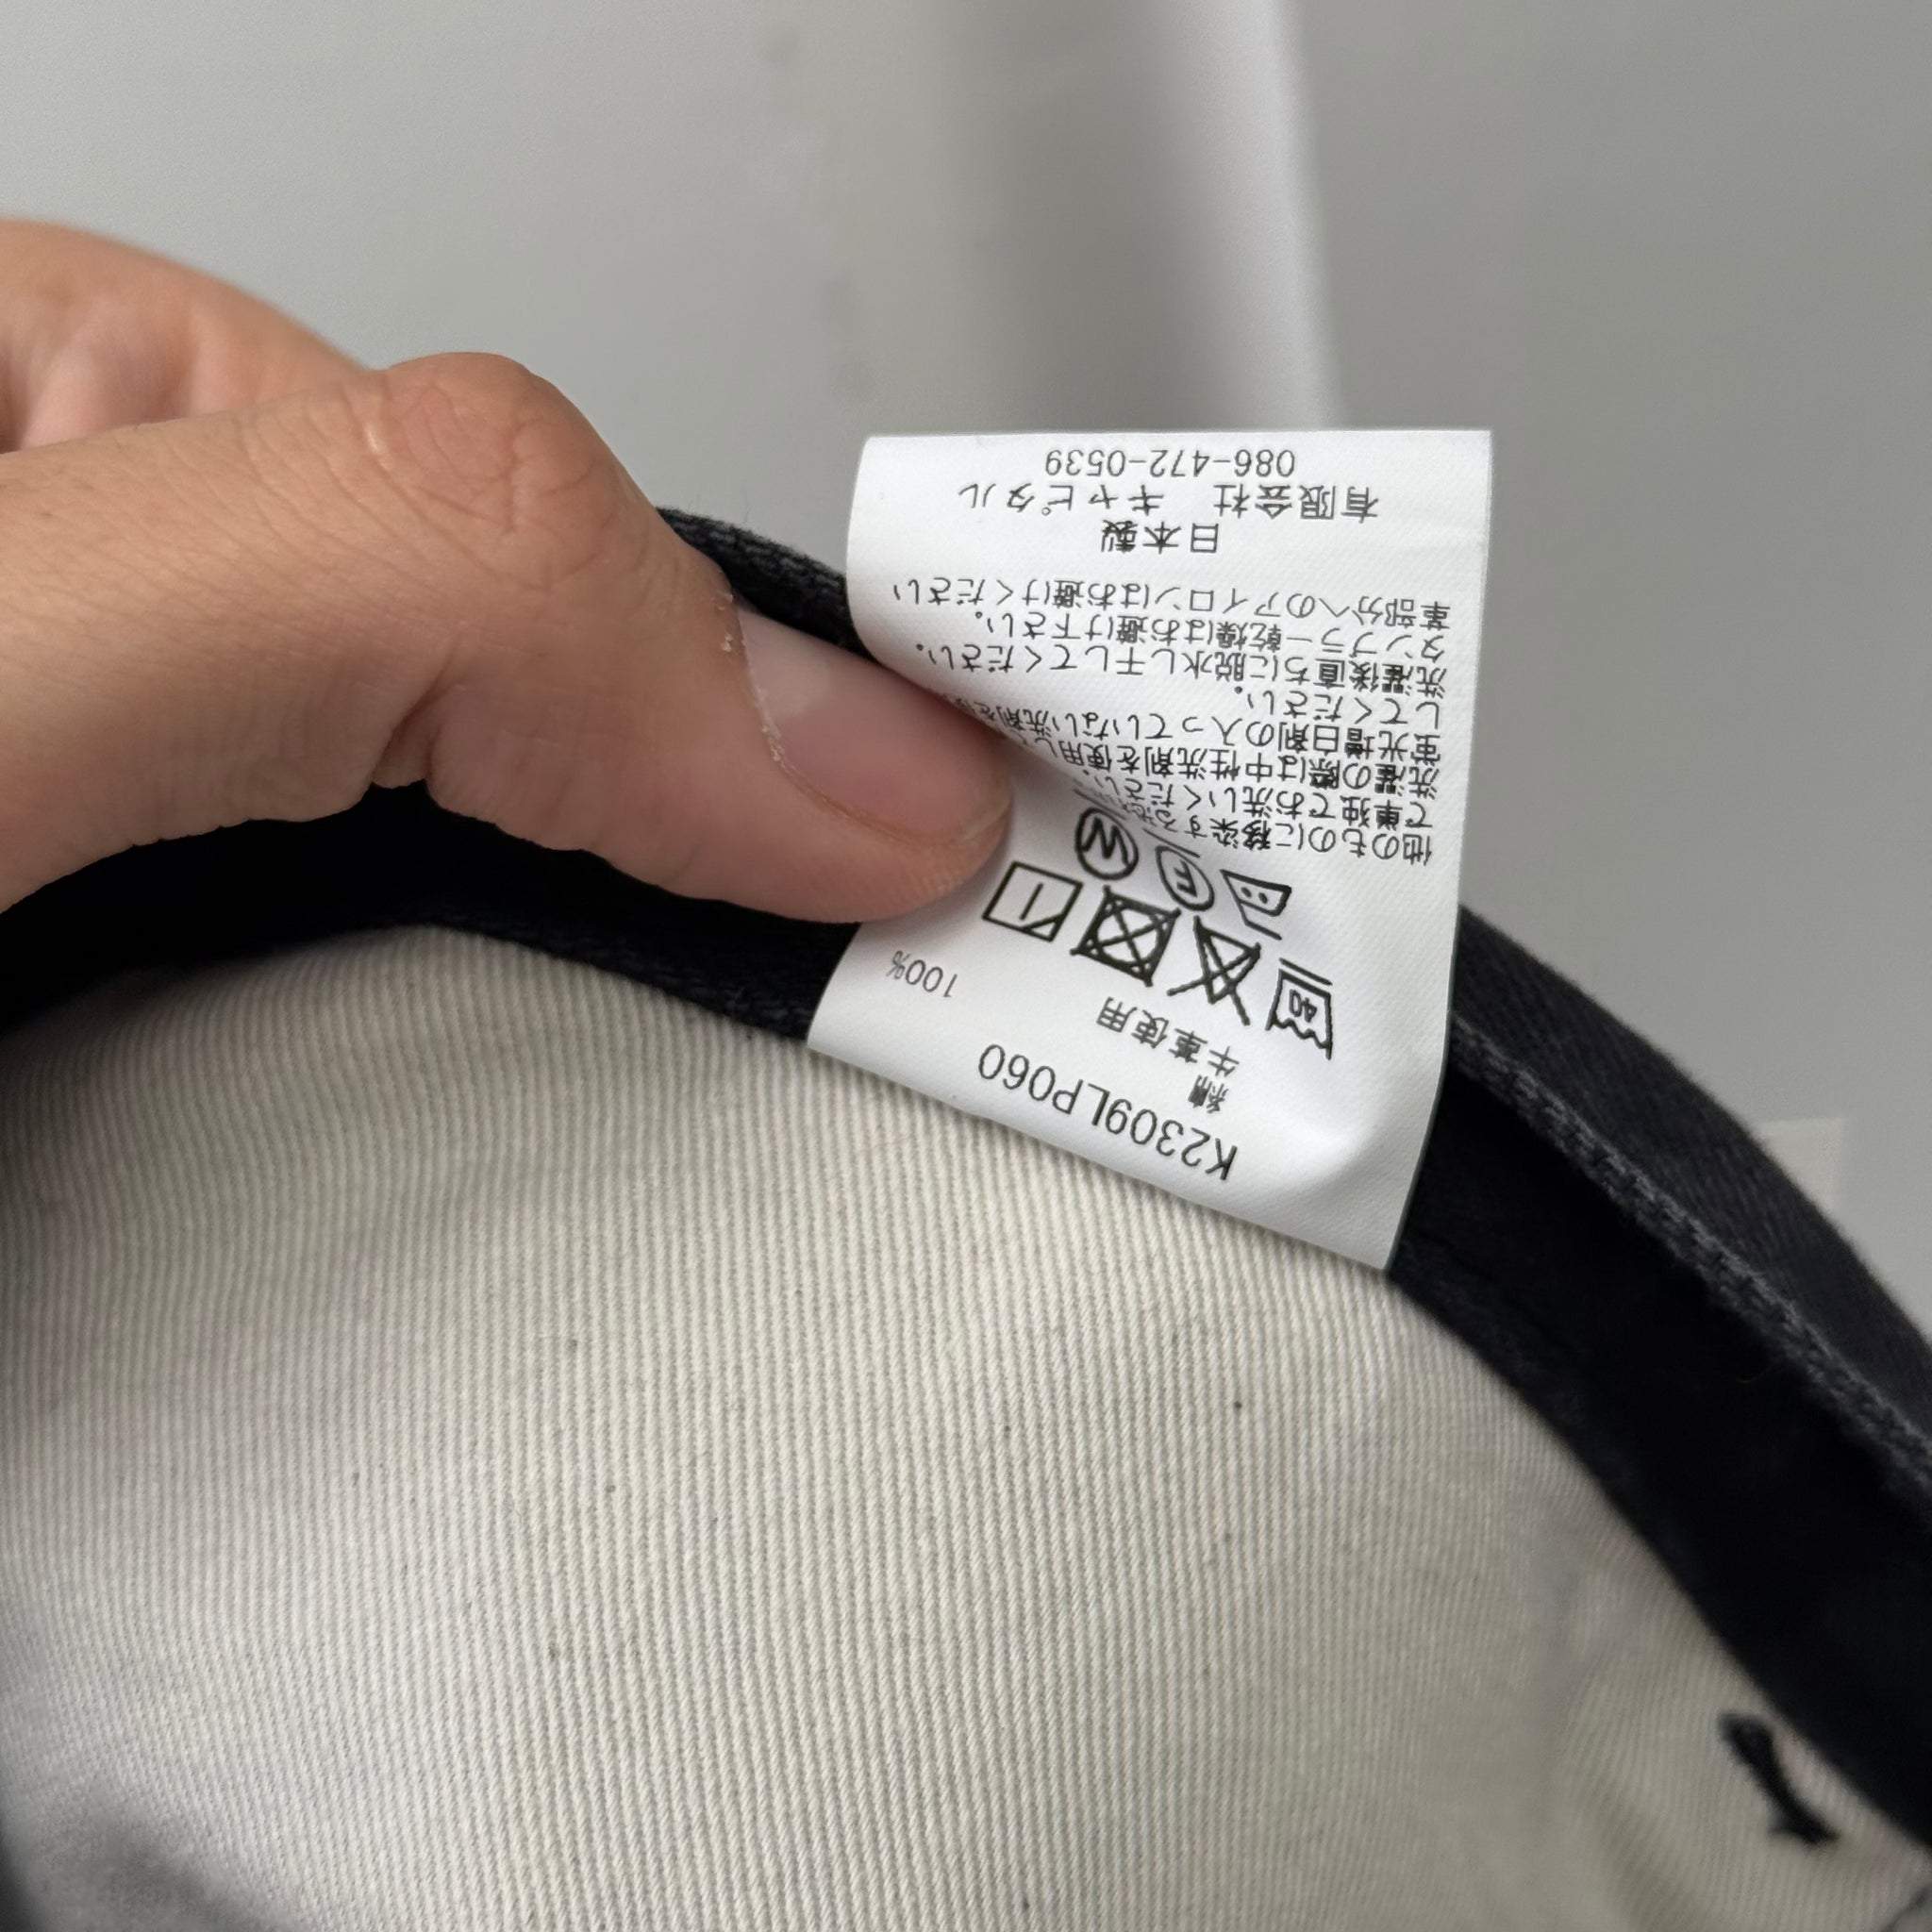 K2309LP060
綿 100%
牛革使用
40
F W
他のものに移染する恐
で単独でお洗いください。
洗濯の際は中性洗剤を使用し
蛍光増白剤の入っていない洗剤を
してください。
洗濯後直ちに脱水し干してください。
タンブラー乾燥はお避け下さい。
革部分へのアイロンはお避けください
日本製
有限会社 キャピタル
086-472-0539